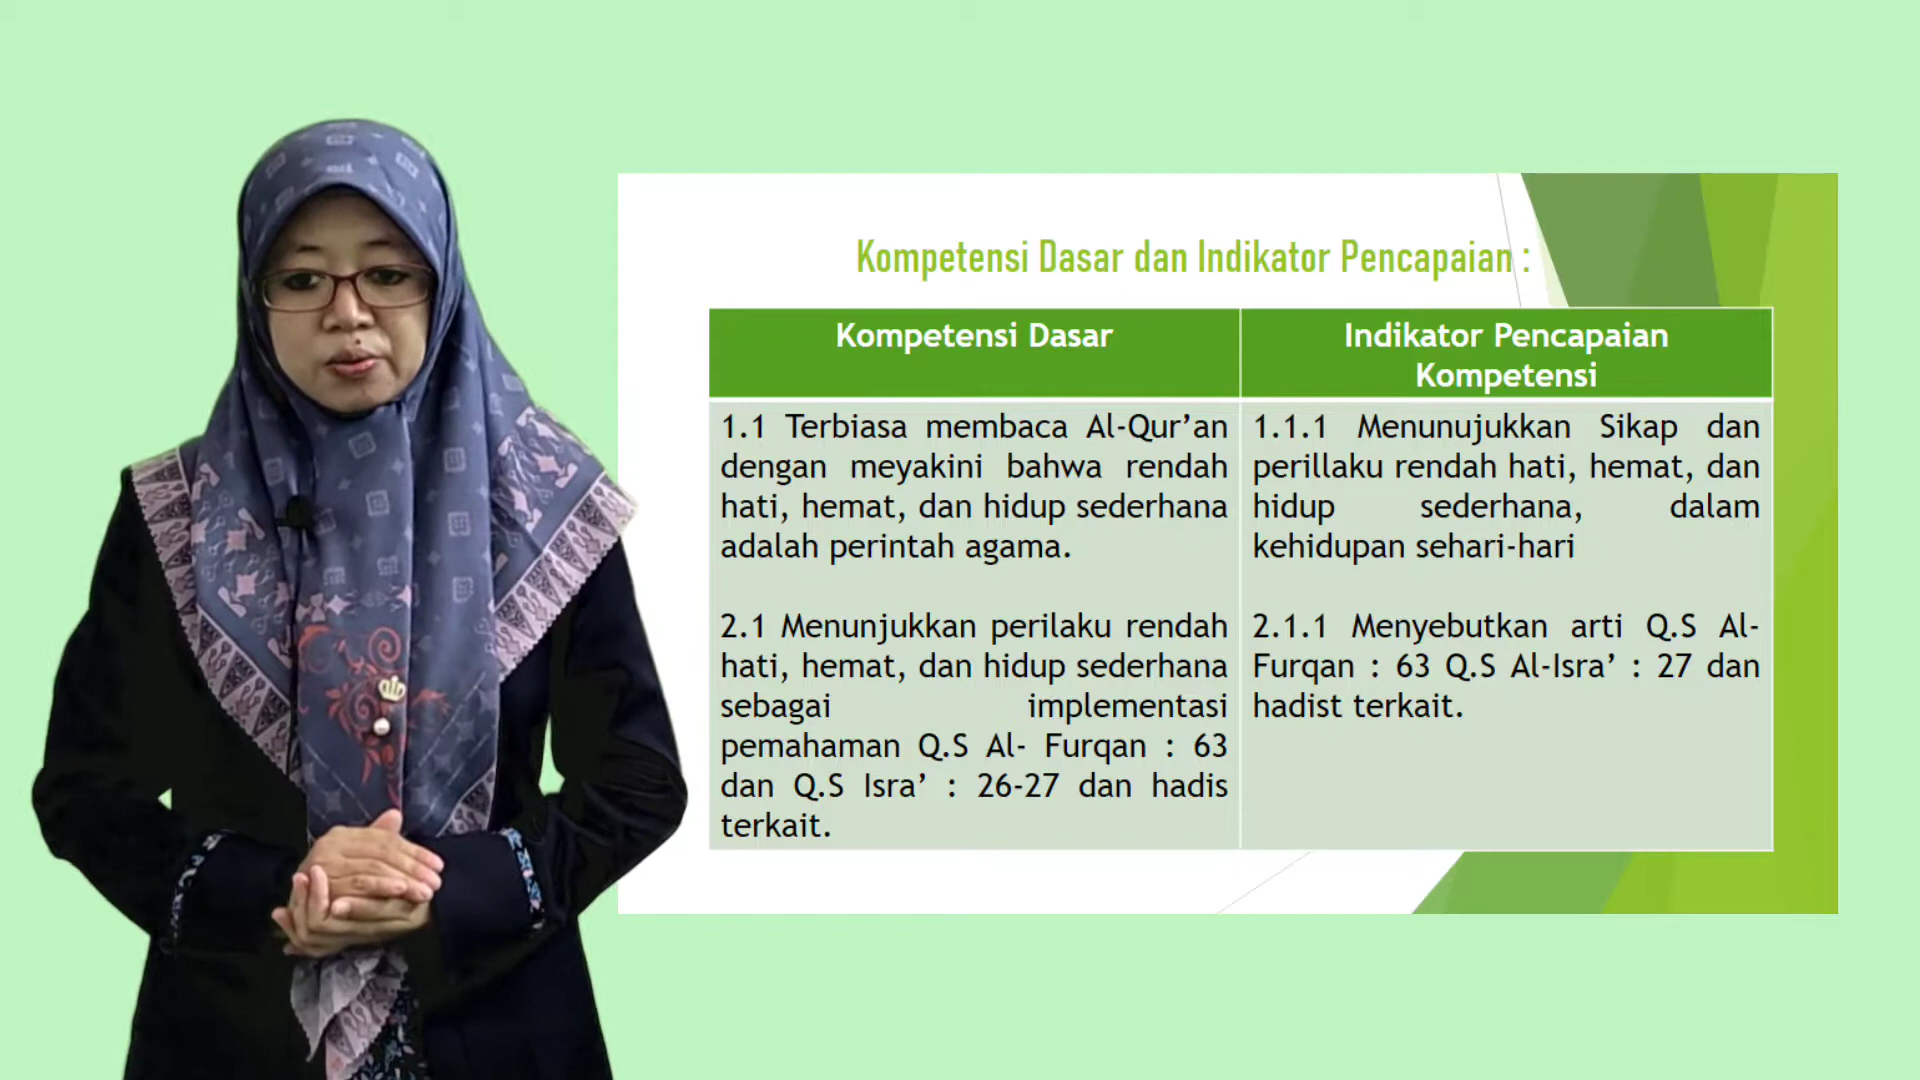 Kompetensi Dasar dan Indikator Pencapaian :
Kompetensi Dasar
Indikator Pencapaian
Kompetensi
1.1 Terbiasa membaca Al-Qur’an
dengan meyakini bahwa rendah
hati, hemat, dan hidup sederhana
adalah perintah agama.
2.1 Menunjukkan perilaku rendah
hati, hemat, dan hidup sederhana
sebagai implementasi
pemahaman Q.S Al- Furqan : 63
dan Q.S Isra’ : 26-27 dan hadis
terkait.
1.1.1 Menunujukkan Sikap dan
perillaku rendah hati, hemat, dan
hidup sederhana, dalam
kehidupan sehari-hari
2.1.1 Menyebutkan arti Q.S Al-
Furqan : 63 Q.S Al-Isra’ : 27 dan
hadist terkait.